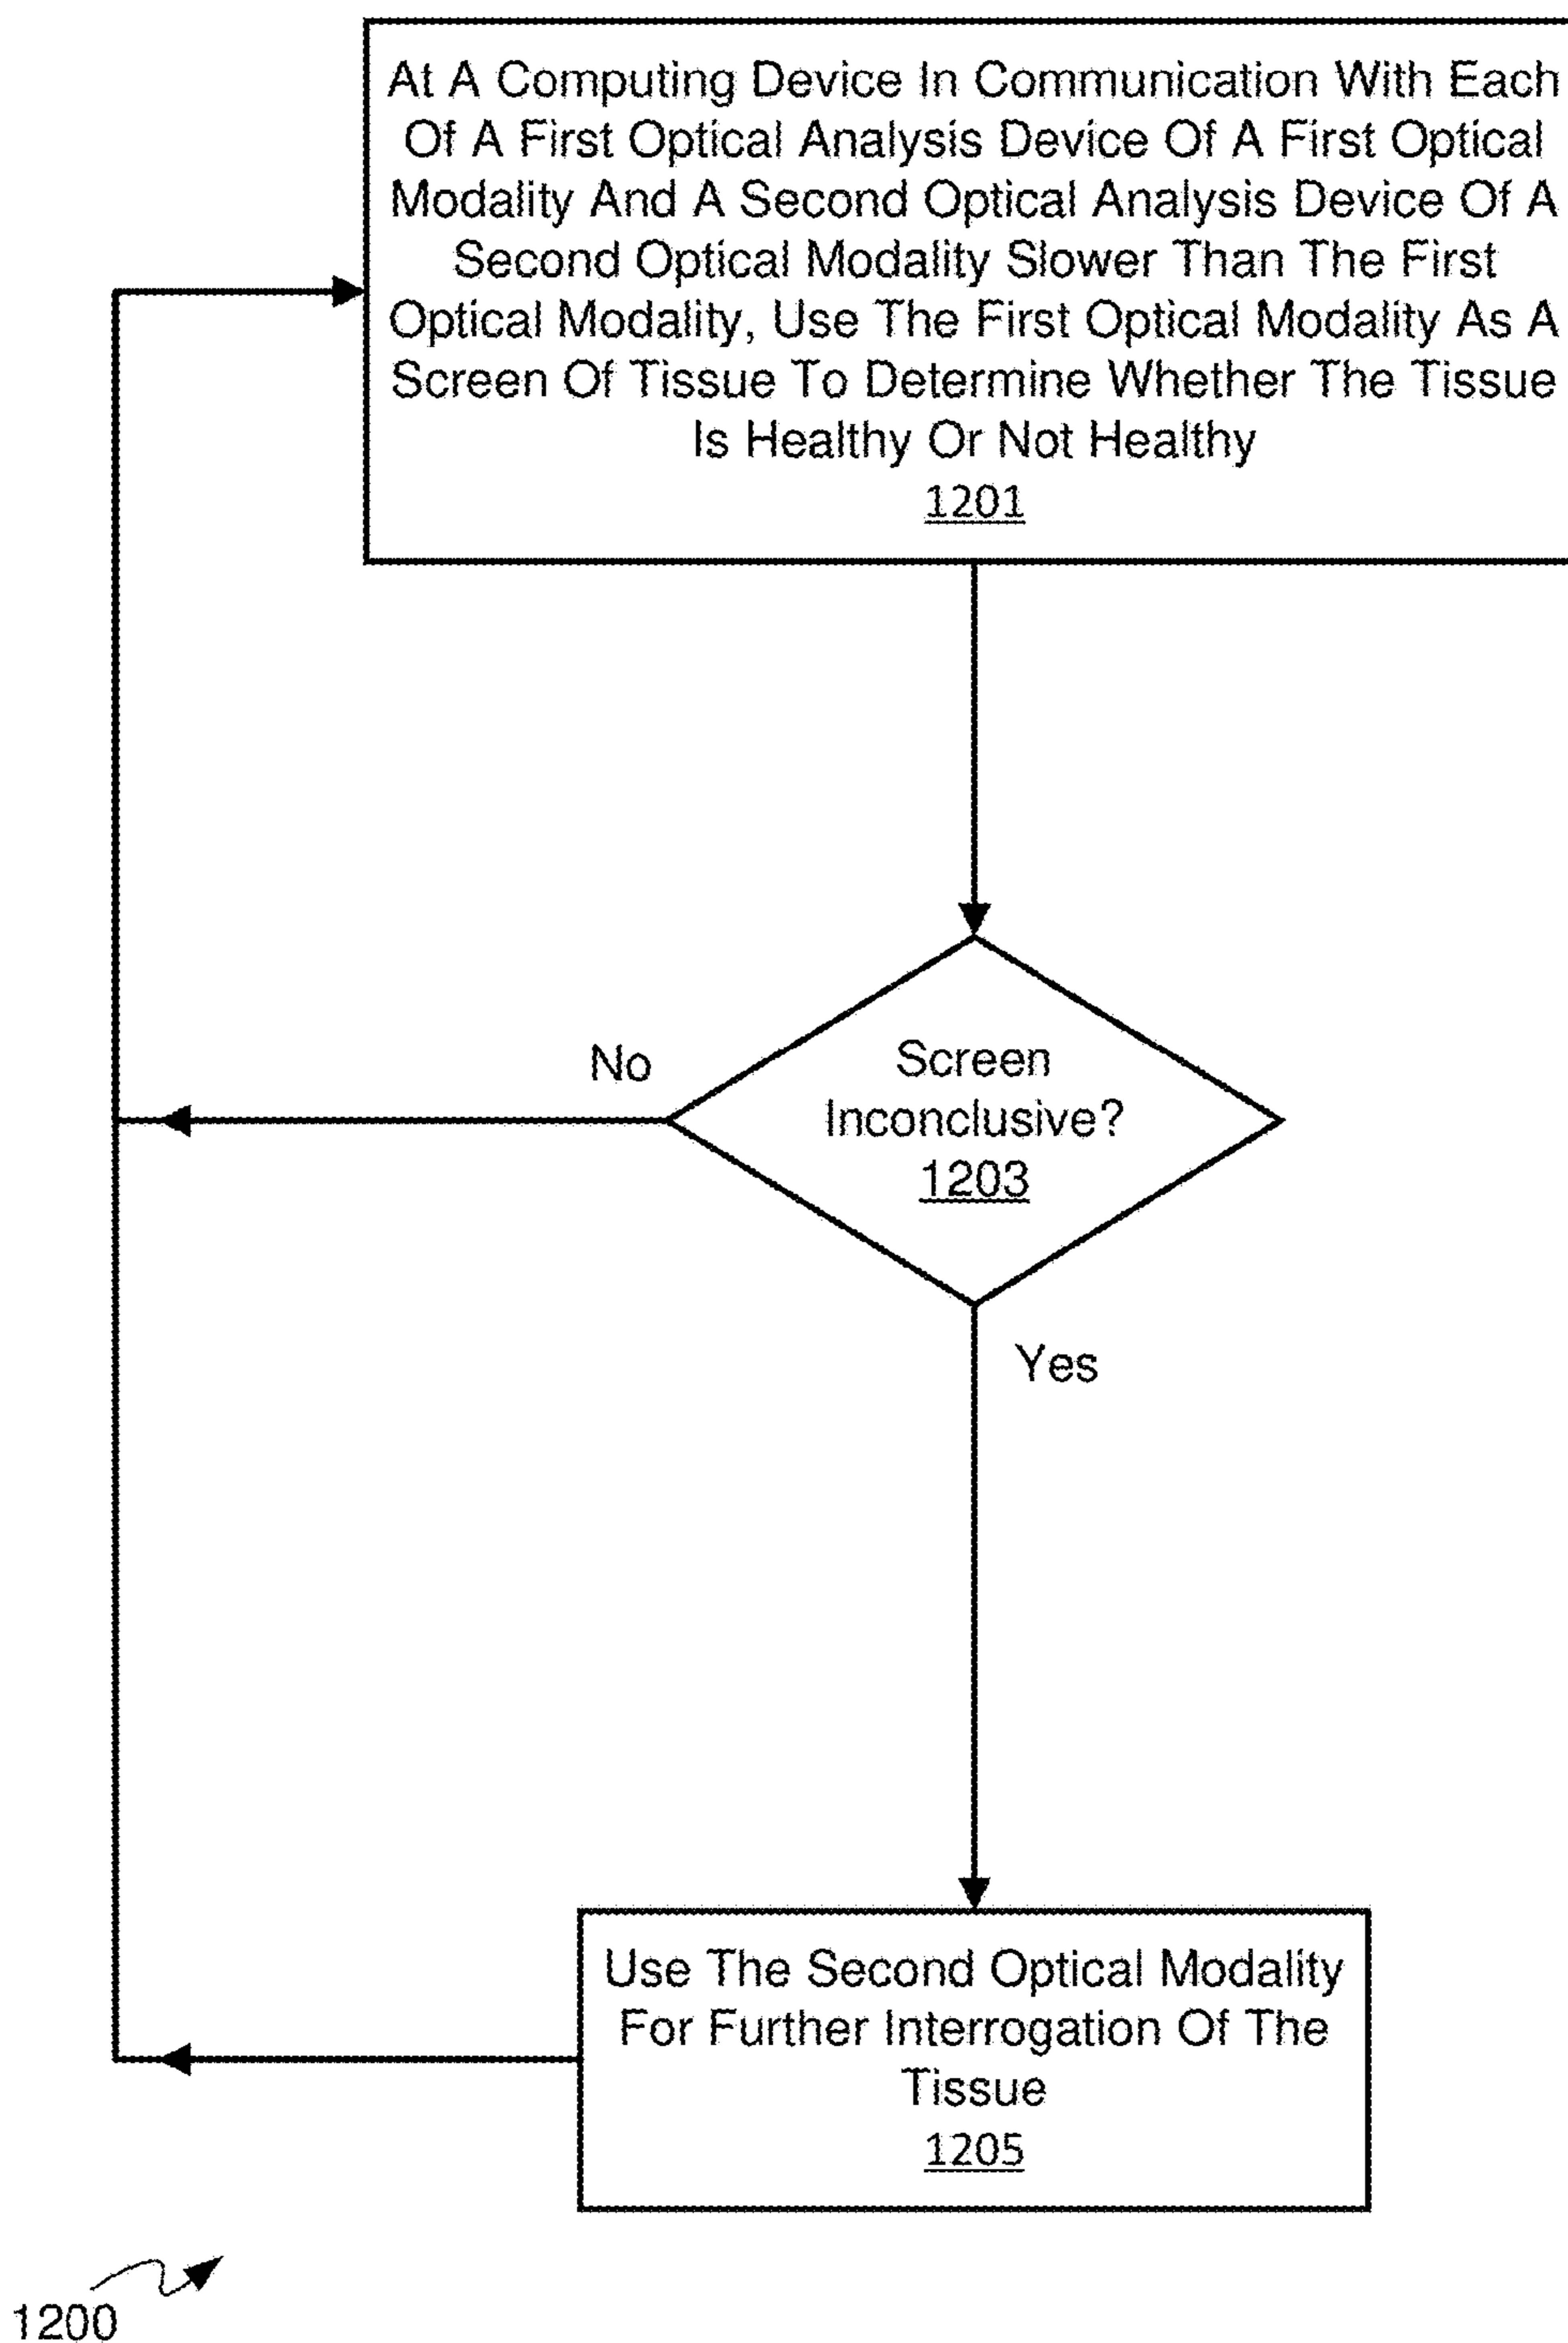 At A Computing Device In Communication With Each
Of A First Optical Analysis Device Of A First Optical
Modality And A Second Optical Analysis Device Of A
Second Optical Modality Slower Than The First
Optical Modality, Use The First Optical Modality As A
Screen Of Tissue To Determine Whether The Tissue
Is Healthy Or Not Healthy
1201
No
Screen
Inconclusive?
1203
Yes
Use The Second Optical Modality
For Further Interrogation Of The
Tissue
1205
1200